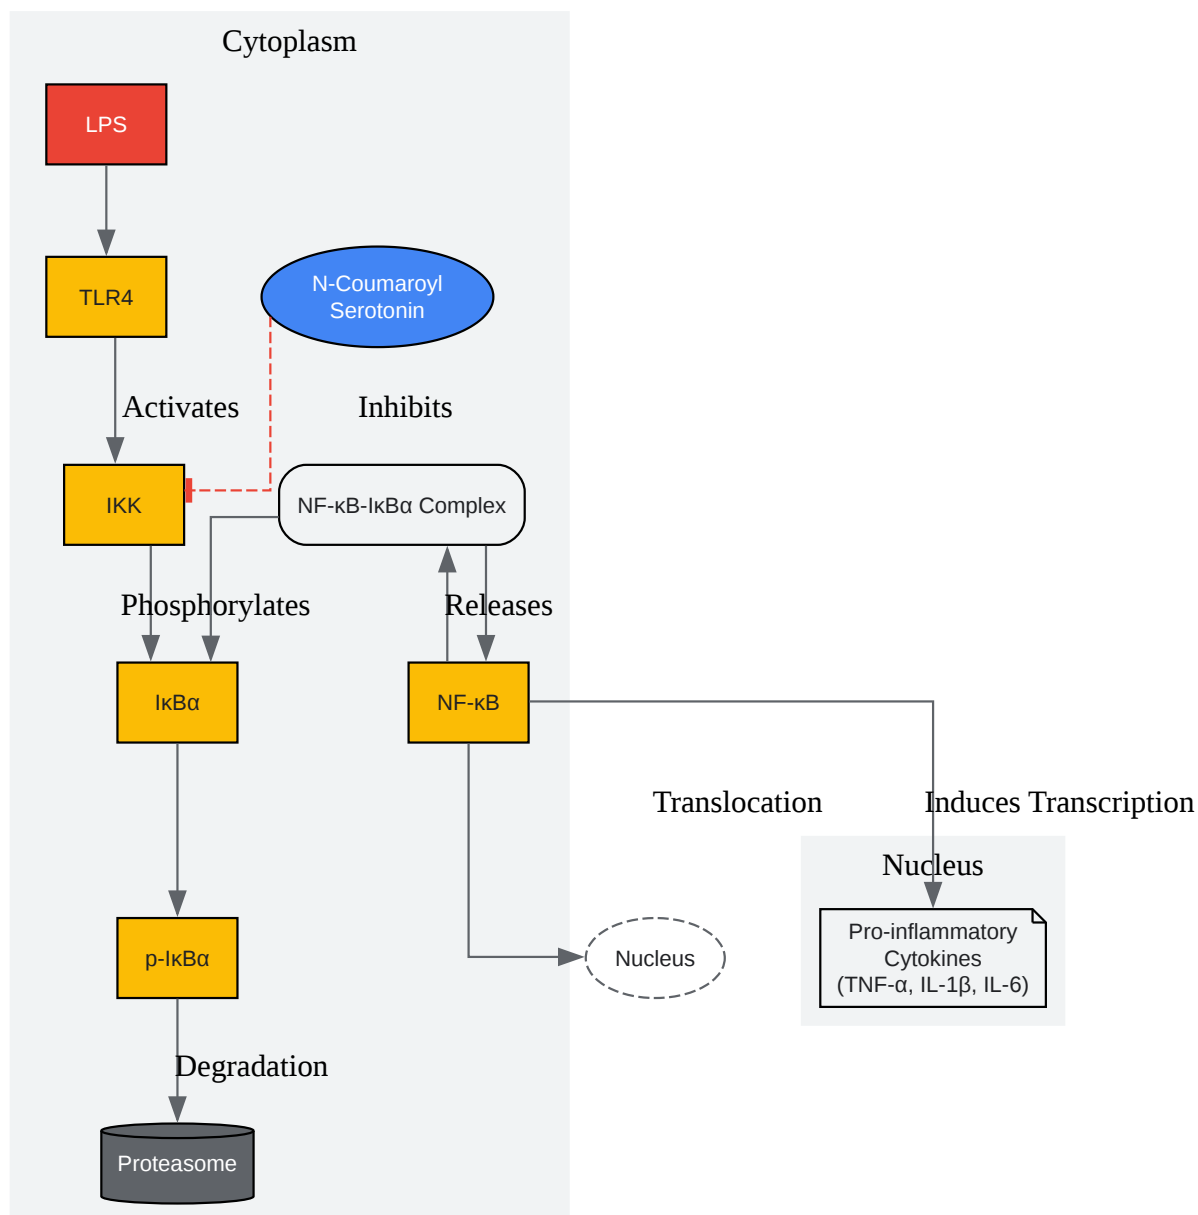 Cytoplasm
LPS
TLR4
N-Coumaroyl
Serotonin
Activates
Inhibits
IKK
NF-κB-IκBα Complex
Phosphorylates
Releases
IκBα
NF-κB
Translocation
Induces Transcription
Nucleus
p-IκBα
Nucleus
Pro-inflammatory
Cytokines
(TNF-α, IL-1β, IL-6)
Degradation
Proteasome